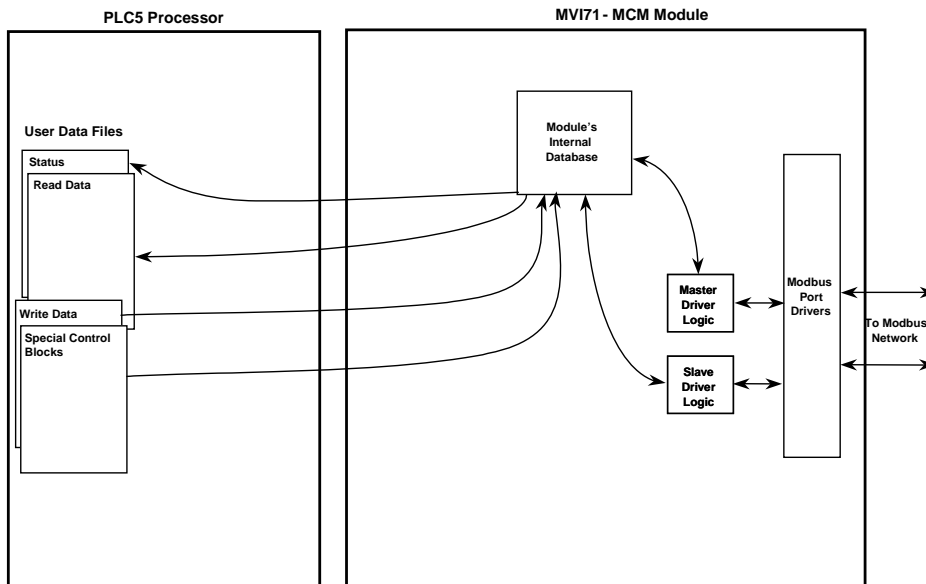 PLC5 Processor
MVI71 - MCM Module
User Data Files
Status
Read Data
Write Data
Special Control
Blocks
Module's
Internal
Database
Master
Driver
Logic
Slave
Driver
Logic
Modbus
Port
Drivers
To Modbus
Network